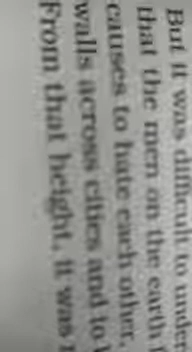 But it was difficult to under
that the men on the earth
causes to hate each other,
walls across cities and to
From that height, it was